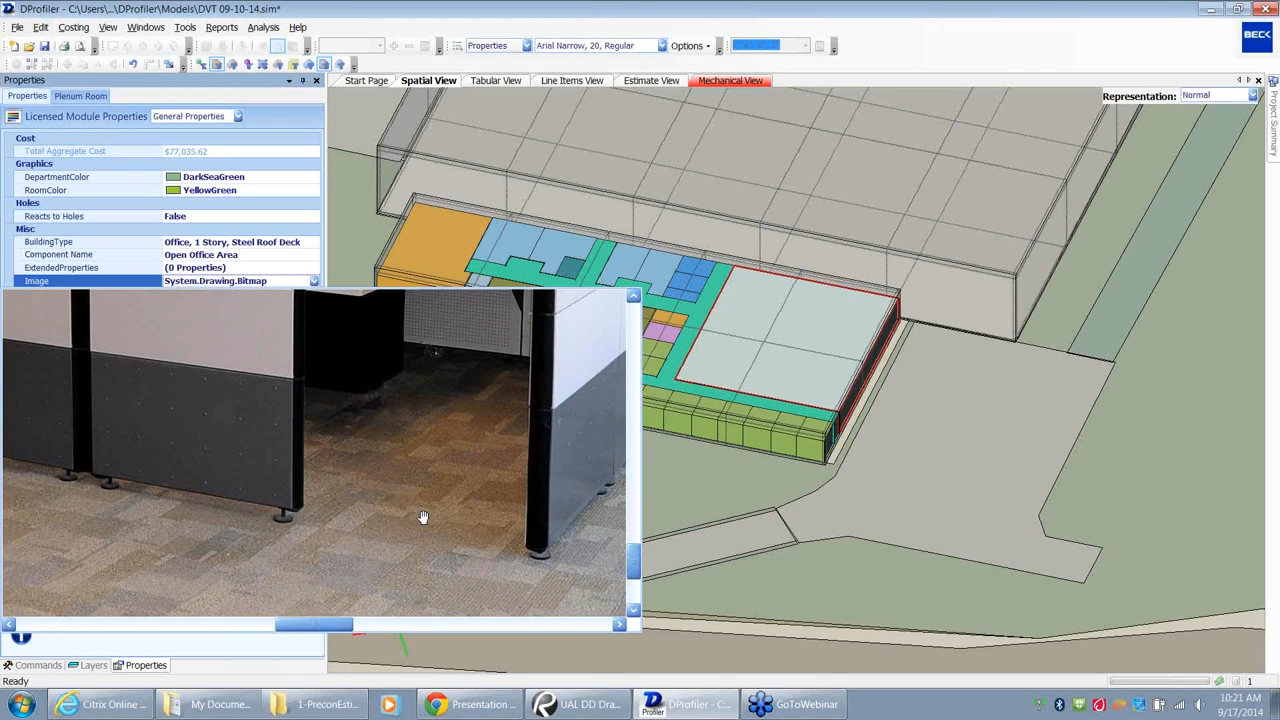 DProfiler - C:\Users\...\DProfiler\Models\DVT 09-10-14.sim*
File Edit Costing View Windows Tools Reports Analysis Help
Properties Arial Narrow, 20, Regular Options
BECK
Properties
Start Page Spatial View Tabular View Line Items View Estimate View Mechanical View
Properties Plenum Room
Representation: Normal
Project Summary
Licensed Module Properties General Properties
Cost
Total Aggregate Cost $77,035.62
Graphics
DepartmentColor DarkSeaGreen
RoomColor YellowGreen
Holes
Reacts to Holes False
Misc
BuildingType Office, 1 Story, Steel Roof Deck
Component Name Open Office Area
ExtendedProperties (0 Properties)
Image System.Drawing.Bitmap
Commands Layers Properties
Ready 1
Citrix Online ... My Docume... 1-PreconEsti... Presentation ... UAL DD Dra... DProfiler - C:... GoToWebinar
10:21 AM
9/17/2014